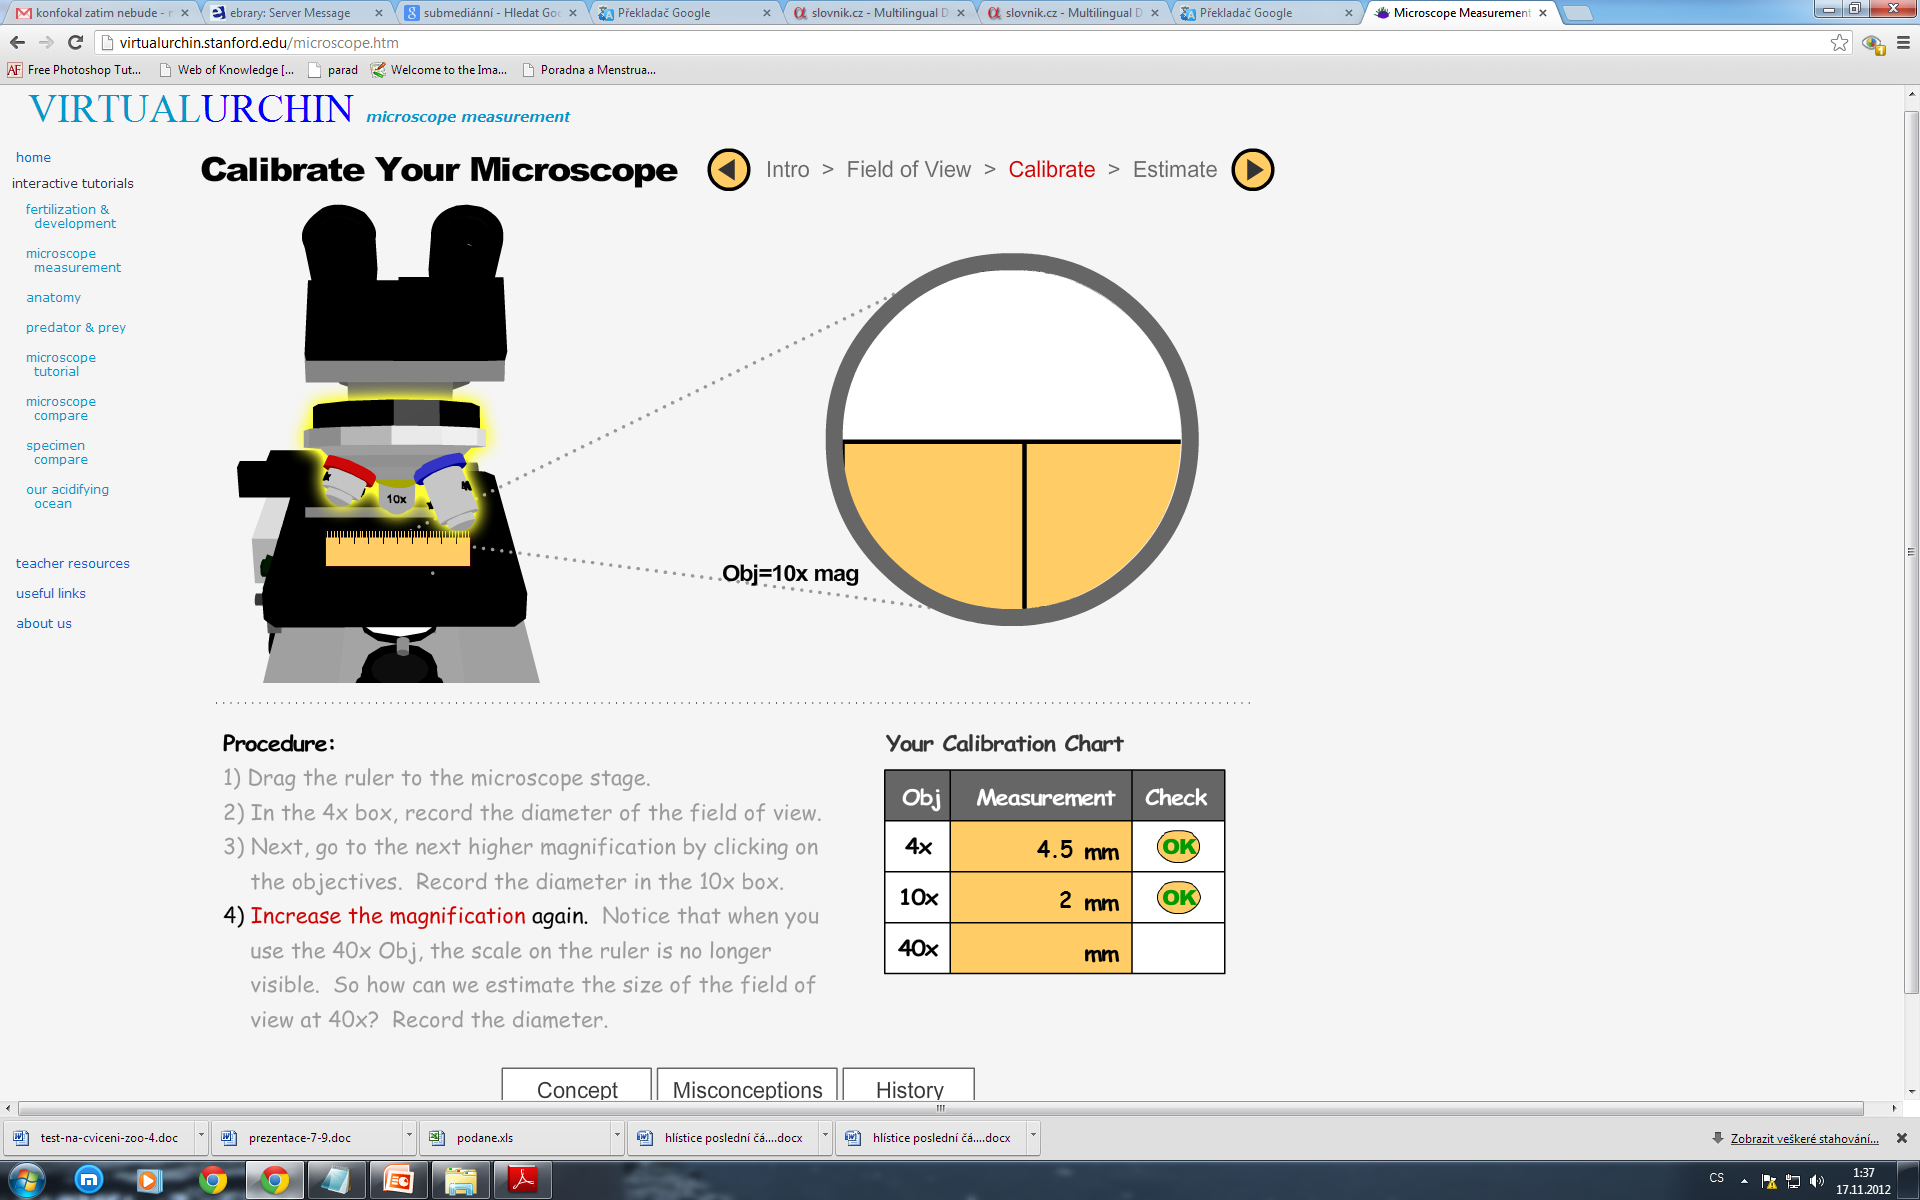 konfokal zatim nebude - n
ebrary: Server Message
submediánní - Hledat Goo
Překladač Google
slovnik.cz - Multilingual D
slovnik.cz - Multilingual D
Překladač Google
Microscope Measurement
virtualurchin.stanford.edu/microscope.htm
Free Photoshop Tut...
Web of Knowledge [...
parad
Welcome to the Ima...
Poradna a Menstrua...
VIRTUALURCHIN microscope measurement
home
interactive tutorials
fertilization &
development
microscope
measurement
anatomy
predator & prey
microscope
tutorial
microscope
compare
specimen
compare
our acidifying
ocean
teacher resources
useful links
about us
Calibrate Your Microscope
Intro > Field of View > Calibrate > Estimate
10x
Obj=10x mag
Procedure:
1) Drag the ruler to the microscope stage.
2) In the 4x box, record the diameter of the field of view.
3) Next, go to the next higher magnification by clicking on
the objectives. Record the diameter in the 10x box.
4) Increase the magnification again. Notice that when you
use the 40x Obj, the scale on the ruler is no longer
visible. So how can we estimate the size of the field of
view at 40x? Record the diameter.
Your Calibration Chart
Obj Measurement Check
4x 4.5 mm OK
10x 2 mm OK
40x mm
Concept Misconceptions History
test-na-cviceni-zoo-4.doc
prezentace-7-9.doc
podane.xls
hlístice poslední čá....docx
hlístice poslední čá....docx
Zobrazit veškeré stahování...
CS
1:37
17.11.2012